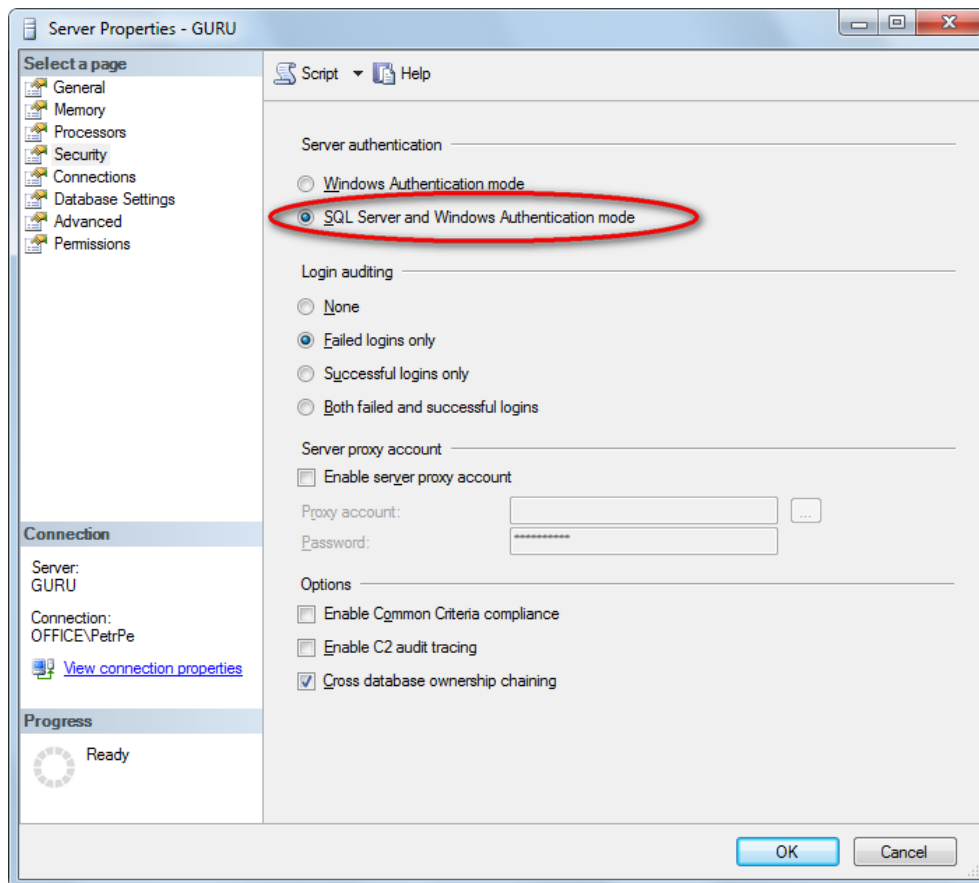 Server Properties - GURU
Select a page
General
Memory
Processors
Security
Connections
Database Settings
Advanced
Permissions
Script
Help
Server authentication
Windows Authentication mode
SQL Server and Windows Authentication mode
Login auditing
None
Failed logins only
Successful logins only
Both failed and successful logins
Server proxy account
Enable server proxy account
Proxy account:
...
Password:
**********
Options
Enable Common Criteria compliance
Enable C2 audit tracing
Cross database ownership chaining
Connection
Server:
GURU
Connection:
OFFICE\PetrPe
View connection properties
Progress
Ready
OK
Cancel